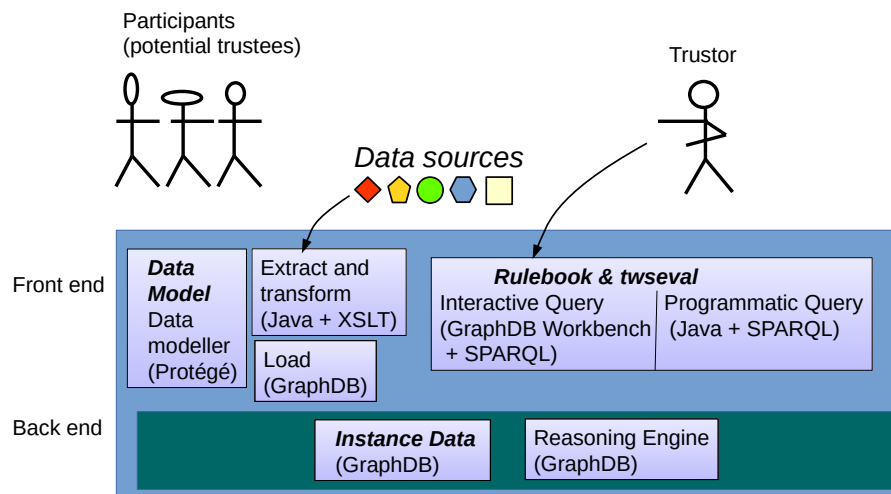 Participants
(potential trustees)
Trustor
Data sources
Front end
Data
Model
Data
modeller
(Protégé)
Extract and
transform
(Java + XSLT)
Load
(GraphDB)
Rulebook & twseval
Interactive Query
(GraphDB Workbench
+ SPARQL)
Programmatic Query
(Java + SPARQL)
Back end
Instance Data
(GraphDB)
Reasoning Engine
(GraphDB)